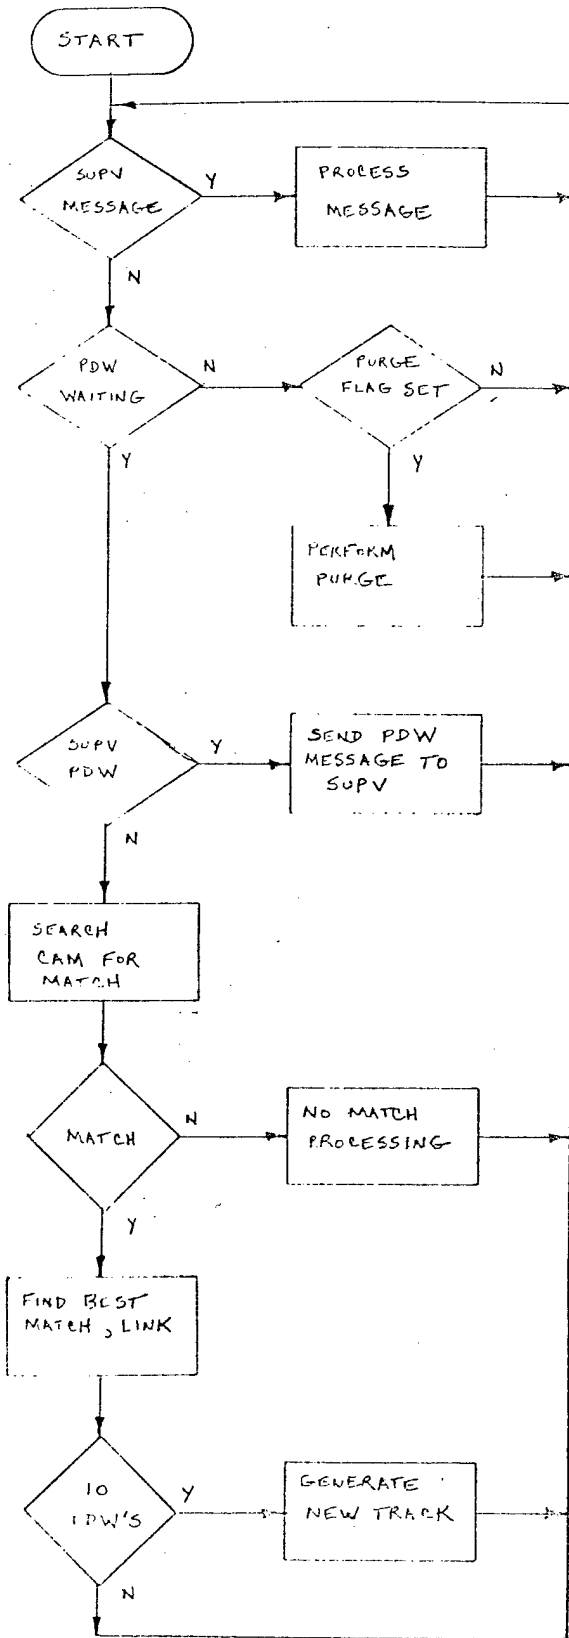 START
SUPV
MESSAGE
Y
PROCESS
MESSAGE
N
PDW
WAITING
N
PURGE
FLAG SET
N
Y
Y
PERFORM
PURGE
SUPV
PDW
Y
SEND PDW
MESSAGE TO
SUPV
N
SEARCH
CAM FOR
MATCH
MATCH
N
NO MATCH
PROCESSING
Y
FIND BEST
MATCH, LINK
10
PDW'S
Y
GENERATE
NEW TRACK
N